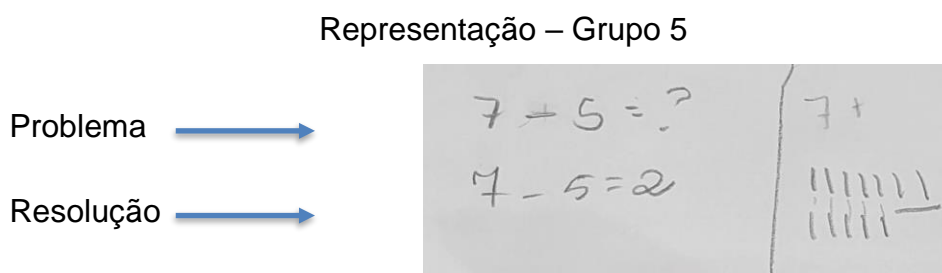 Representação – Grupo 5
Problema
7 - 5 = ?
7 +
Resolução
7 - 5 = 2